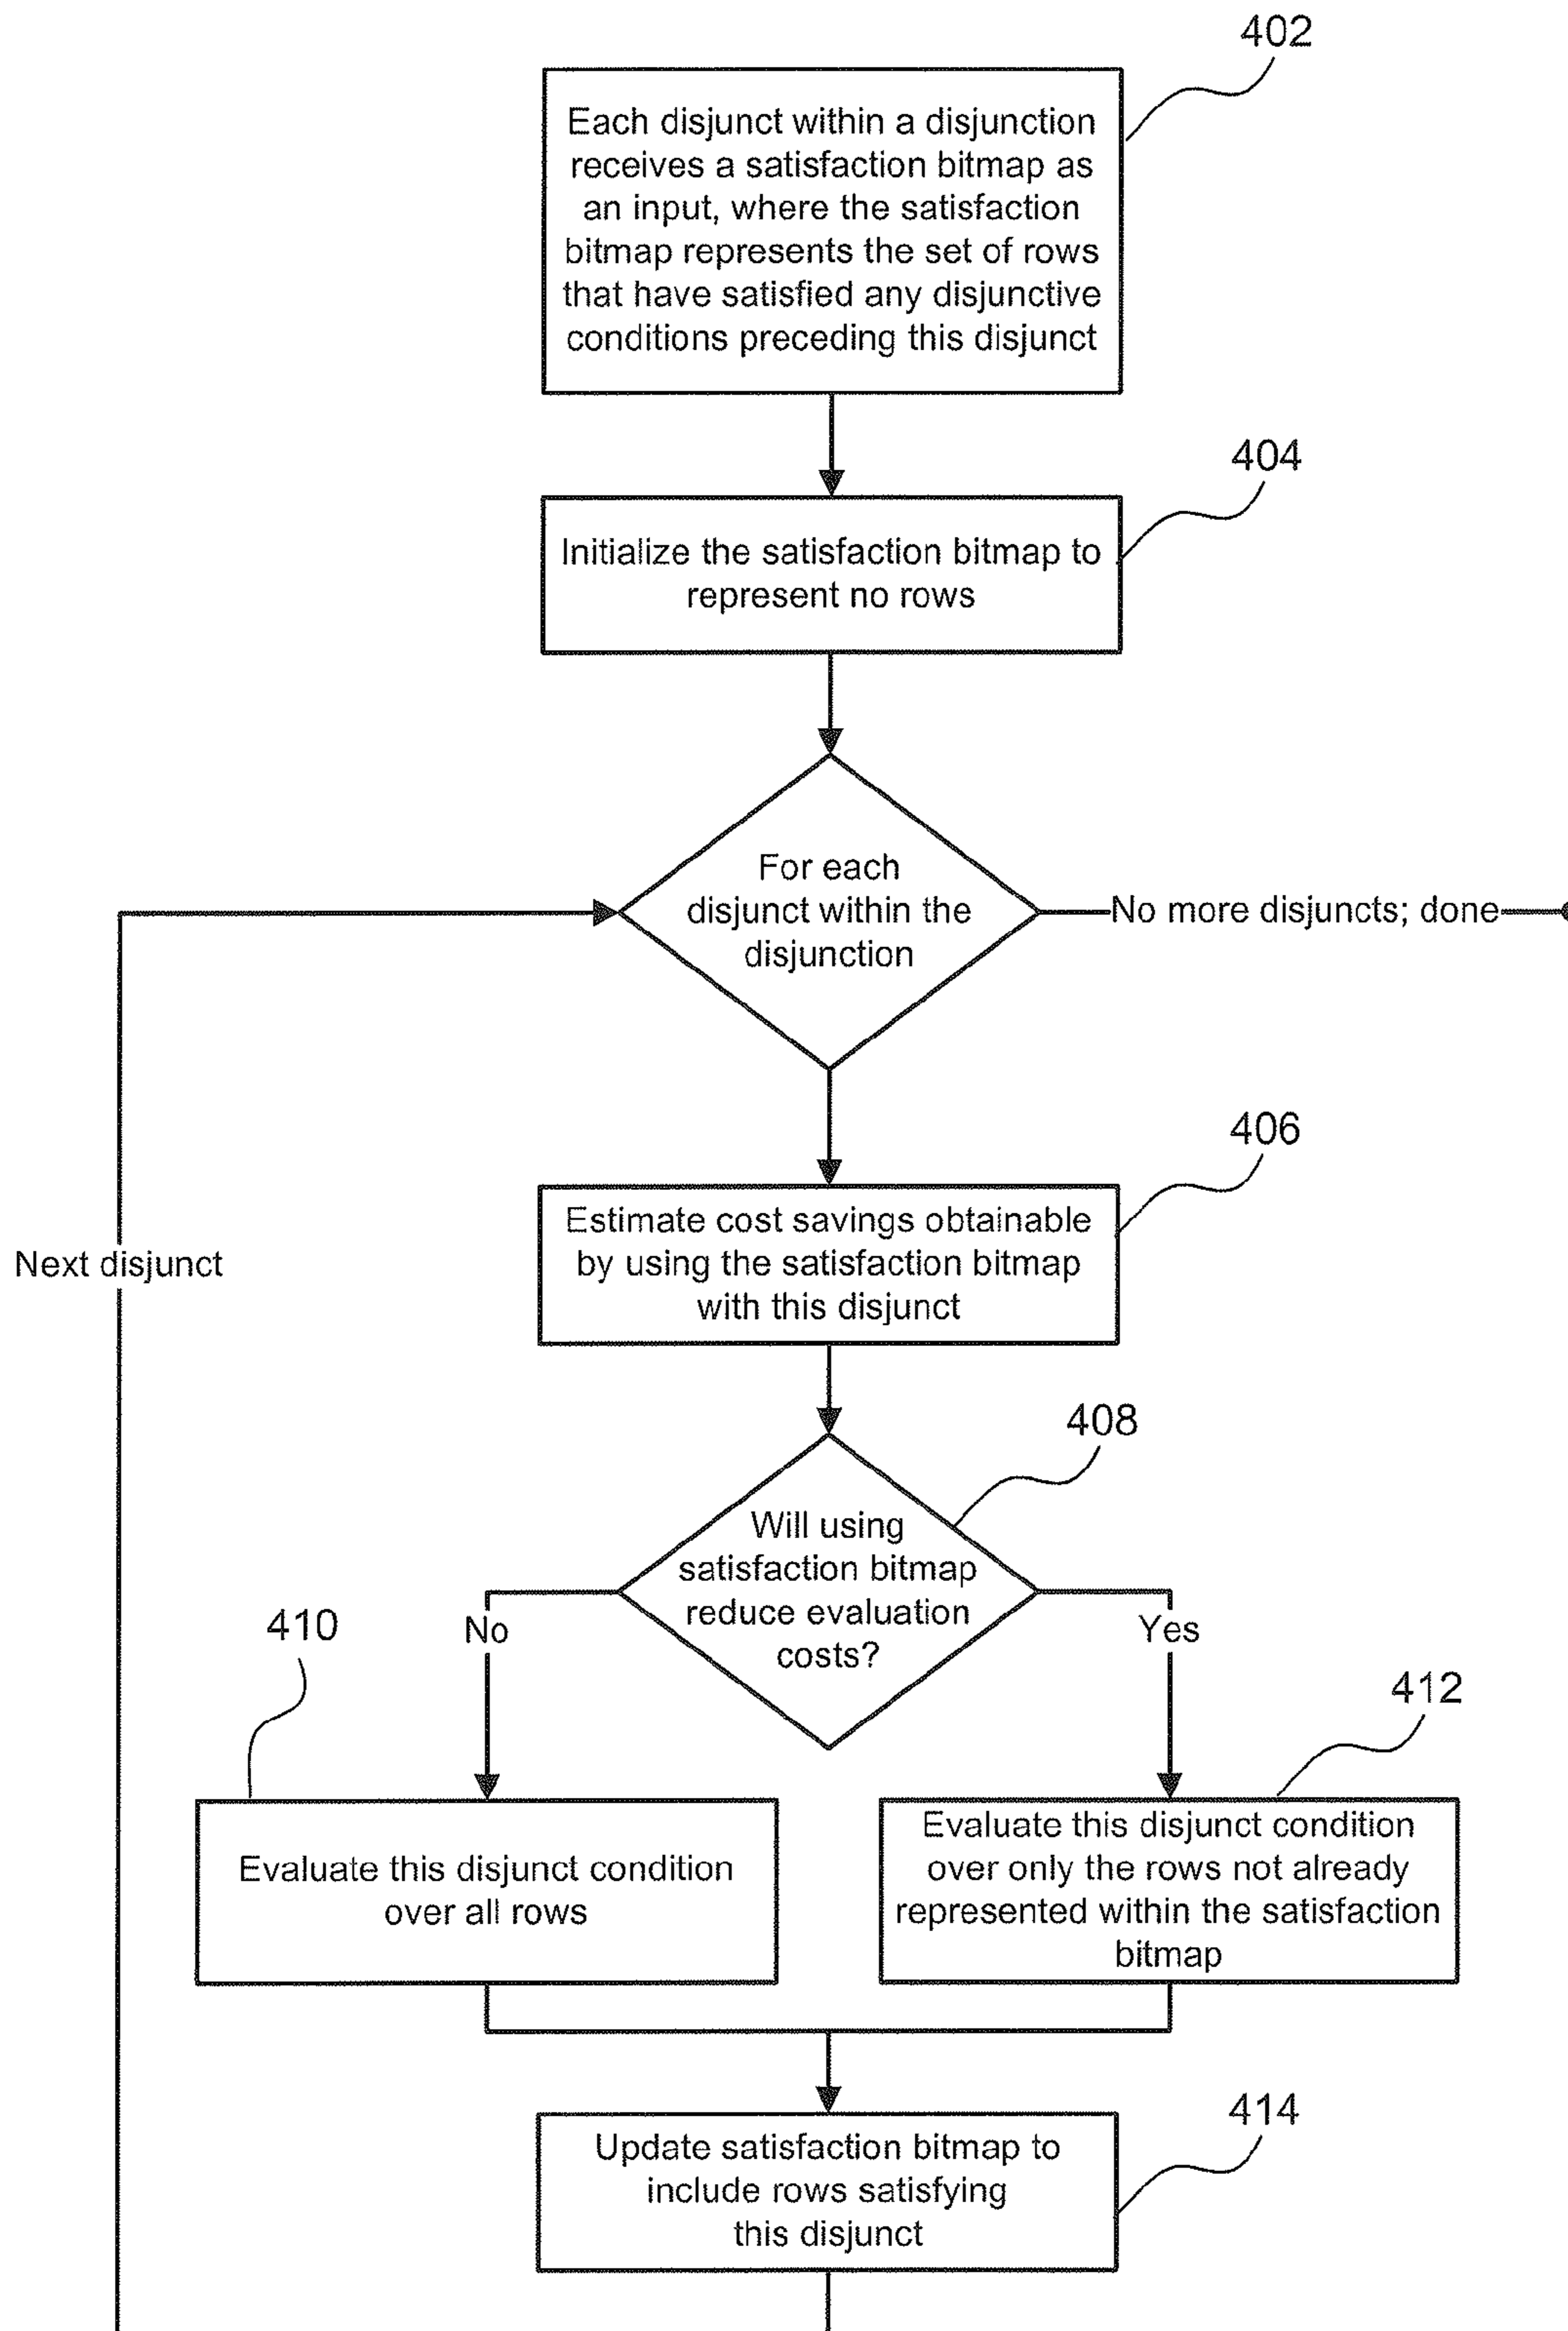 402
Each disjunct within a disjunction
receives a satisfaction bitmap as
an input, where the satisfaction
bitmap represents the set of rows
that have satisfied any disjunctive
conditions preceding this disjunct
404
Initialize the satisfaction bitmap to
represent no rows
For each
disjunct within the
disjunction
No more disjuncts; done
406
Estimate cost savings obtainable
by using the satisfaction bitmap
with this disjunct
Next disjunct
408
Will using
satisfaction bitmap
reduce evaluation
costs?
No
Yes
410
Evaluate this disjunct condition
over all rows
412
Evaluate this disjunct condition
over only the rows not already
represented within the satisfaction
bitmap
414
Update satisfaction bitmap to
include rows satisfying
this disjunct